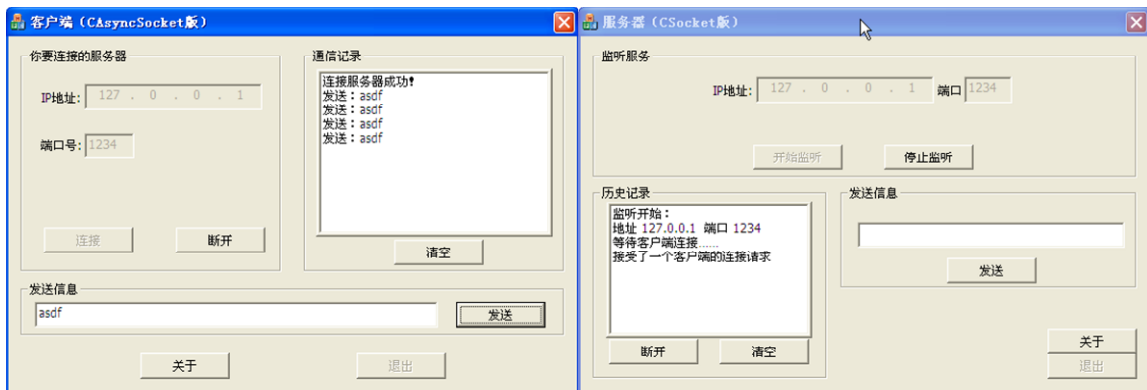 客户端（CAsyncSocket版）
你要连接的服务器
IP地址: 127 . 0 . 0 . 1
端口号: 1234
连接
断开
通信记录
连接服务器成功!
发送：asdf
发送：asdf
发送：asdf
发送：asdf
清空
发送信息
asdf
发送
关于
退出
服务器（CSocket版）
监听服务
IP地址: 127 . 0 . 0 . 1 端口 1234
开始监听
停止监听
历史记录
监听开始：
地址 127.0.0.1 端口 1234
等待客户端连接......
接受了一个客户端的连接请求
断开
清空
发送信息
发送
关于
退出